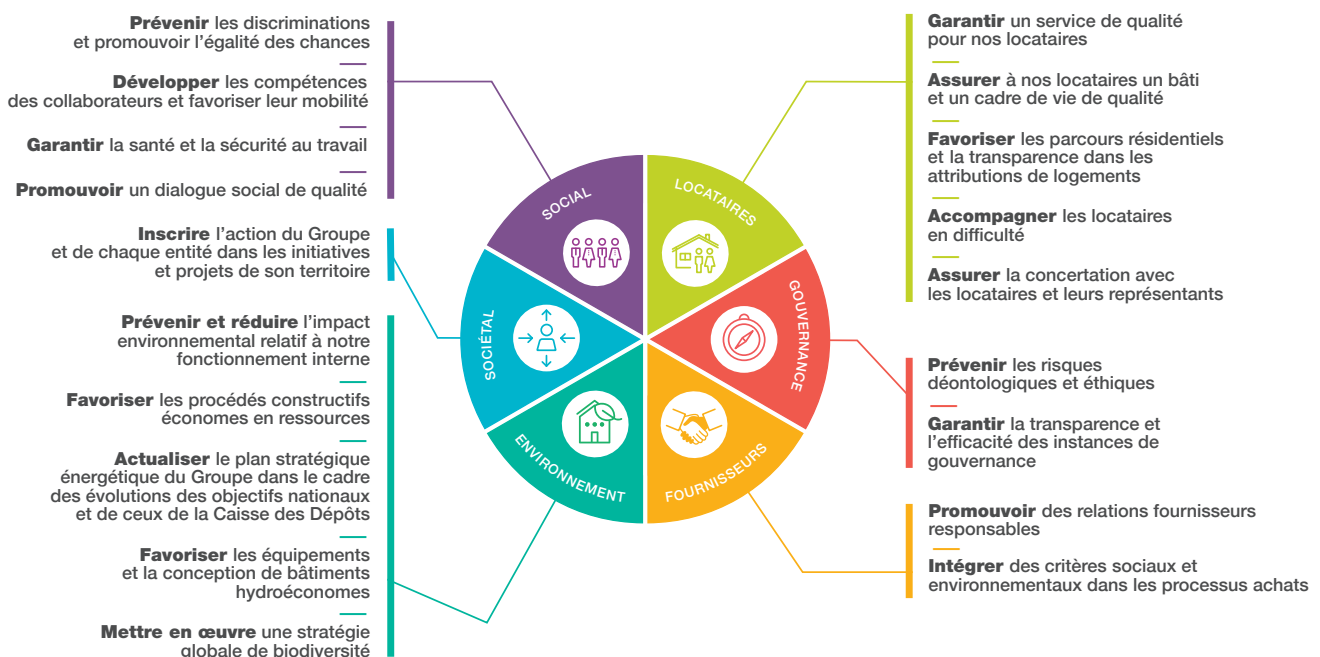 Prévenir les discriminations
et promouvoir l'égalité des chances
Développer les compétences
des collaborateurs et favoriser leur mobilité
Garantir la santé et la sécurité au travail
Promouvoir un dialogue social de qualité
Inscrire l'action du Groupe
et de chaque entité dans les initiatives
et projets de son territoire
Prévenir et réduire l'impact
environnemental relatif à notre
fonctionnement interne
Favoriser les procédés constructifs
économes en ressources
Actualiser le plan stratégique
énergétique du Groupe dans le cadre
des évolutions des objectifs nationaux
et de ceux de la Caisse des Dépôts
Favoriser les équipements
et la conception de bâtiments
hydroéconomes
Mettre en œuvre une stratégie
globale de biodiversité
SOCIAL
LOCATAIRES
SOCIÉTAL
GOUVERNANCE
ENVIRONNEMENT
FOURNISSEURS
Garantir un service de qualité
pour nos locataires
Assurer à nos locataires un bâti
et un cadre de vie de qualité
Favoriser les parcours résidentiels
et la transparence dans les
attributions de logements
Accompagner les locataires
en difficulté
Assurer la concertation avec
les locataires et leurs représentants
Prévenir les risques
déontologiques et éthiques
Garantir la transparence et
l'efficacité des instances de
gouvernance
Promouvoir des relations fournisseurs
responsables
Intégrer des critères sociaux et
environnementaux dans les processus achats